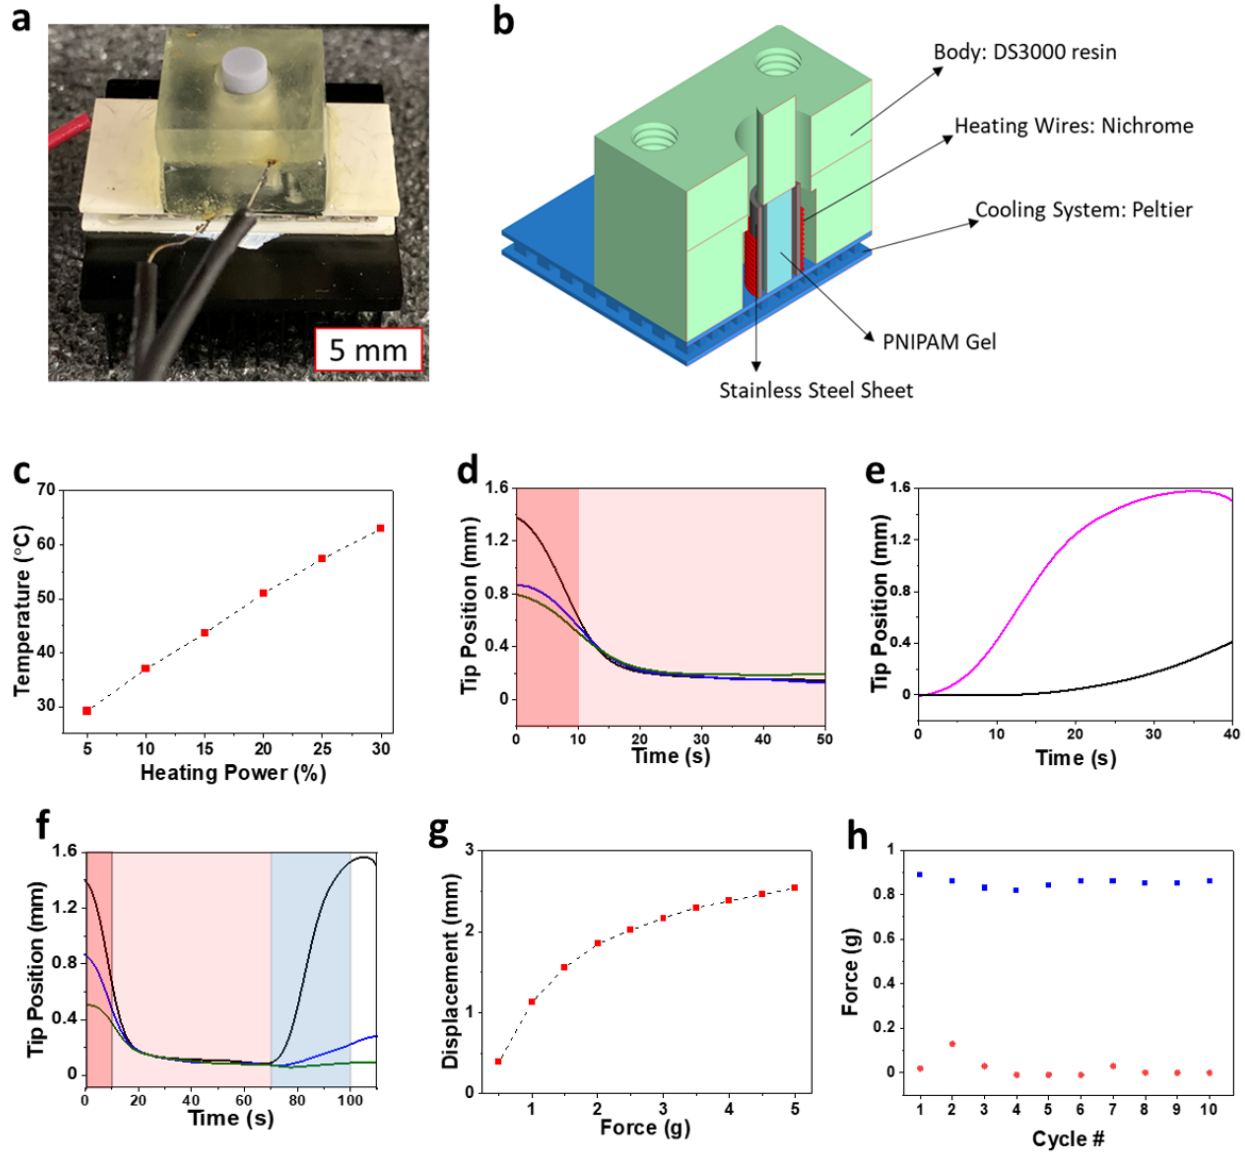 a
5 mm
b
Body: DS3000 resin
Heating Wires: Nichrome
Cooling System: Peltier
PNIPAM Gel
Stainless Steel Sheet
c
70
60
50
40
30
5 10 15 20 25 30
Temperature (°C)
Heating Power (%)
d
1.6
1.2
0.8
0.4
0
0 10 20 30 40 50
Tip Position (mm)
Time (s)
e
1.6
1.2
0.8
0.4
0
0 10 20 30 40
Tip Position (mm)
Time (s)
f
1.6
1.2
0.8
0.4
0
0 20 40 60 80 100
Tip Position (mm)
Time (s)
g
3
2
1
0
1 2 3 4 5
Displacement (mm)
Force (g)
h
1
0.8
0.6
0.4
0.2
0
1 2 3 4 5 6 7 8 9 10
Force (g)
Cycle #